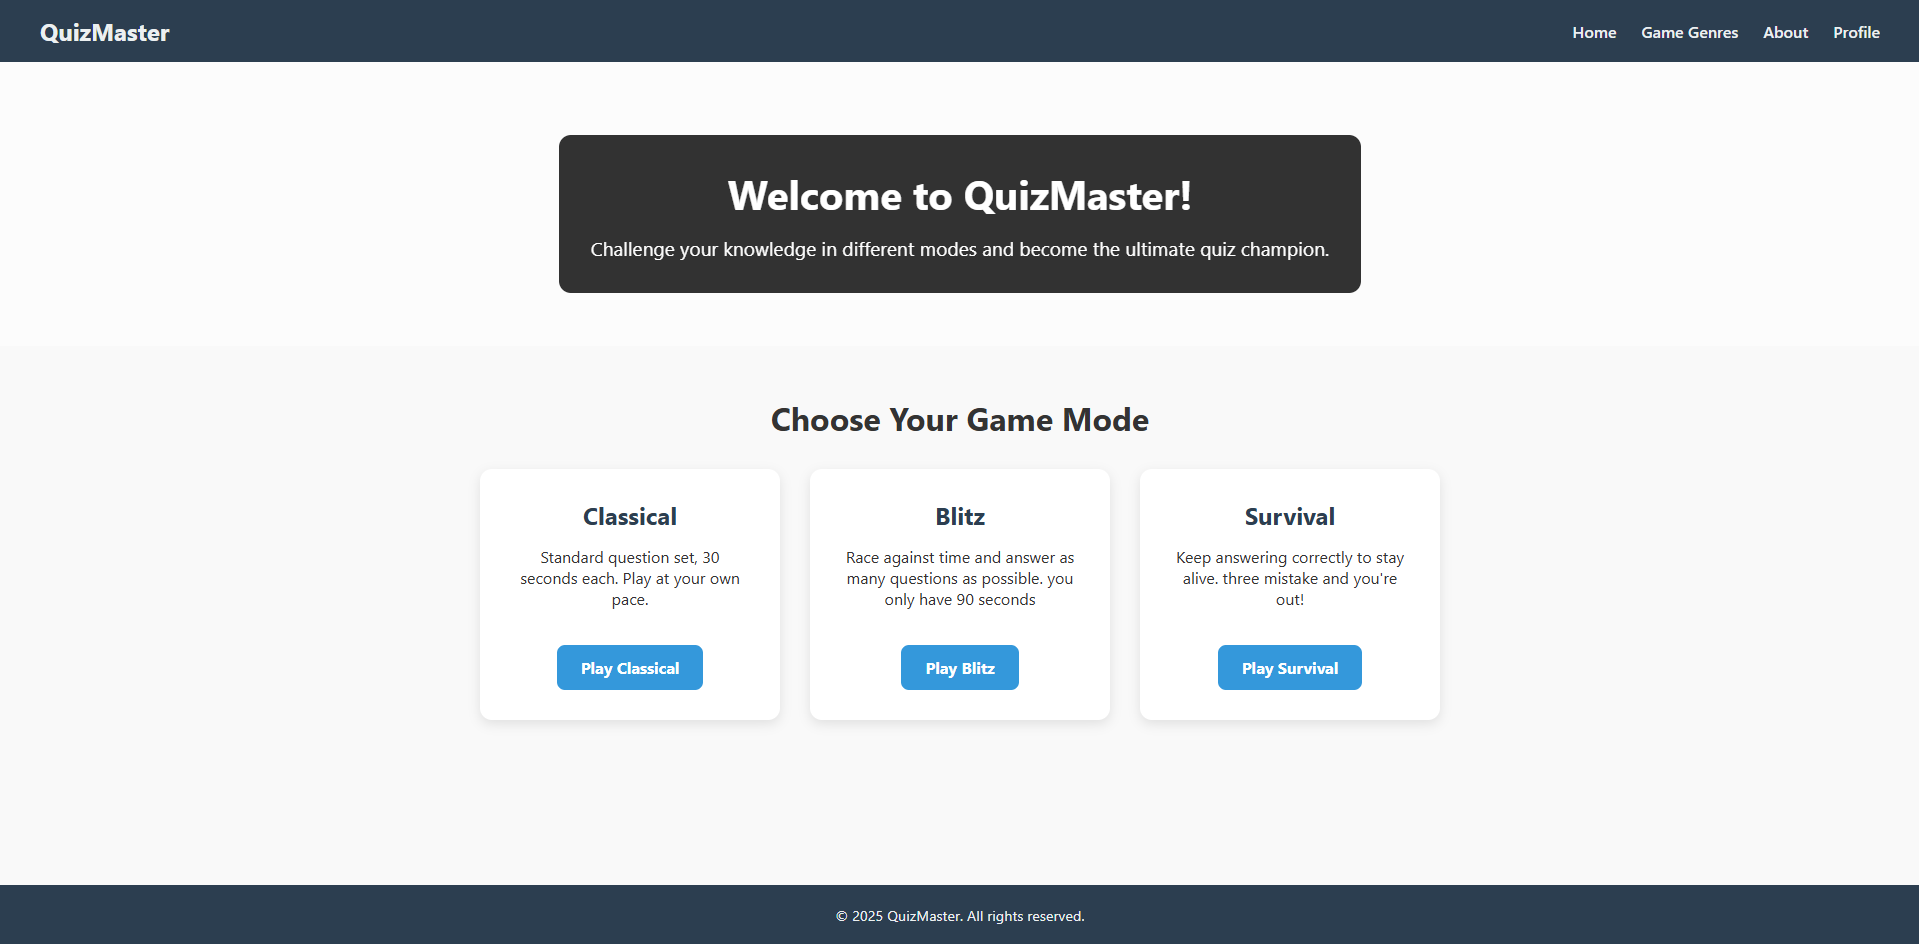 QuizMaster
Home Game Genres About Profile
Welcome to QuizMaster!
Challenge your knowledge in different modes and become the ultimate quiz champion.
Choose Your Game Mode
Classical
Standard question set, 30
seconds each. Play at your own
pace.
Play Classical
Blitz
Race against time and answer as
many questions as possible. you
only have 90 seconds
Play Blitz
Survival
Keep answering correctly to stay
alive. three mistake and you're
out!
Play Survival
© 2025 QuizMaster. All rights reserved.